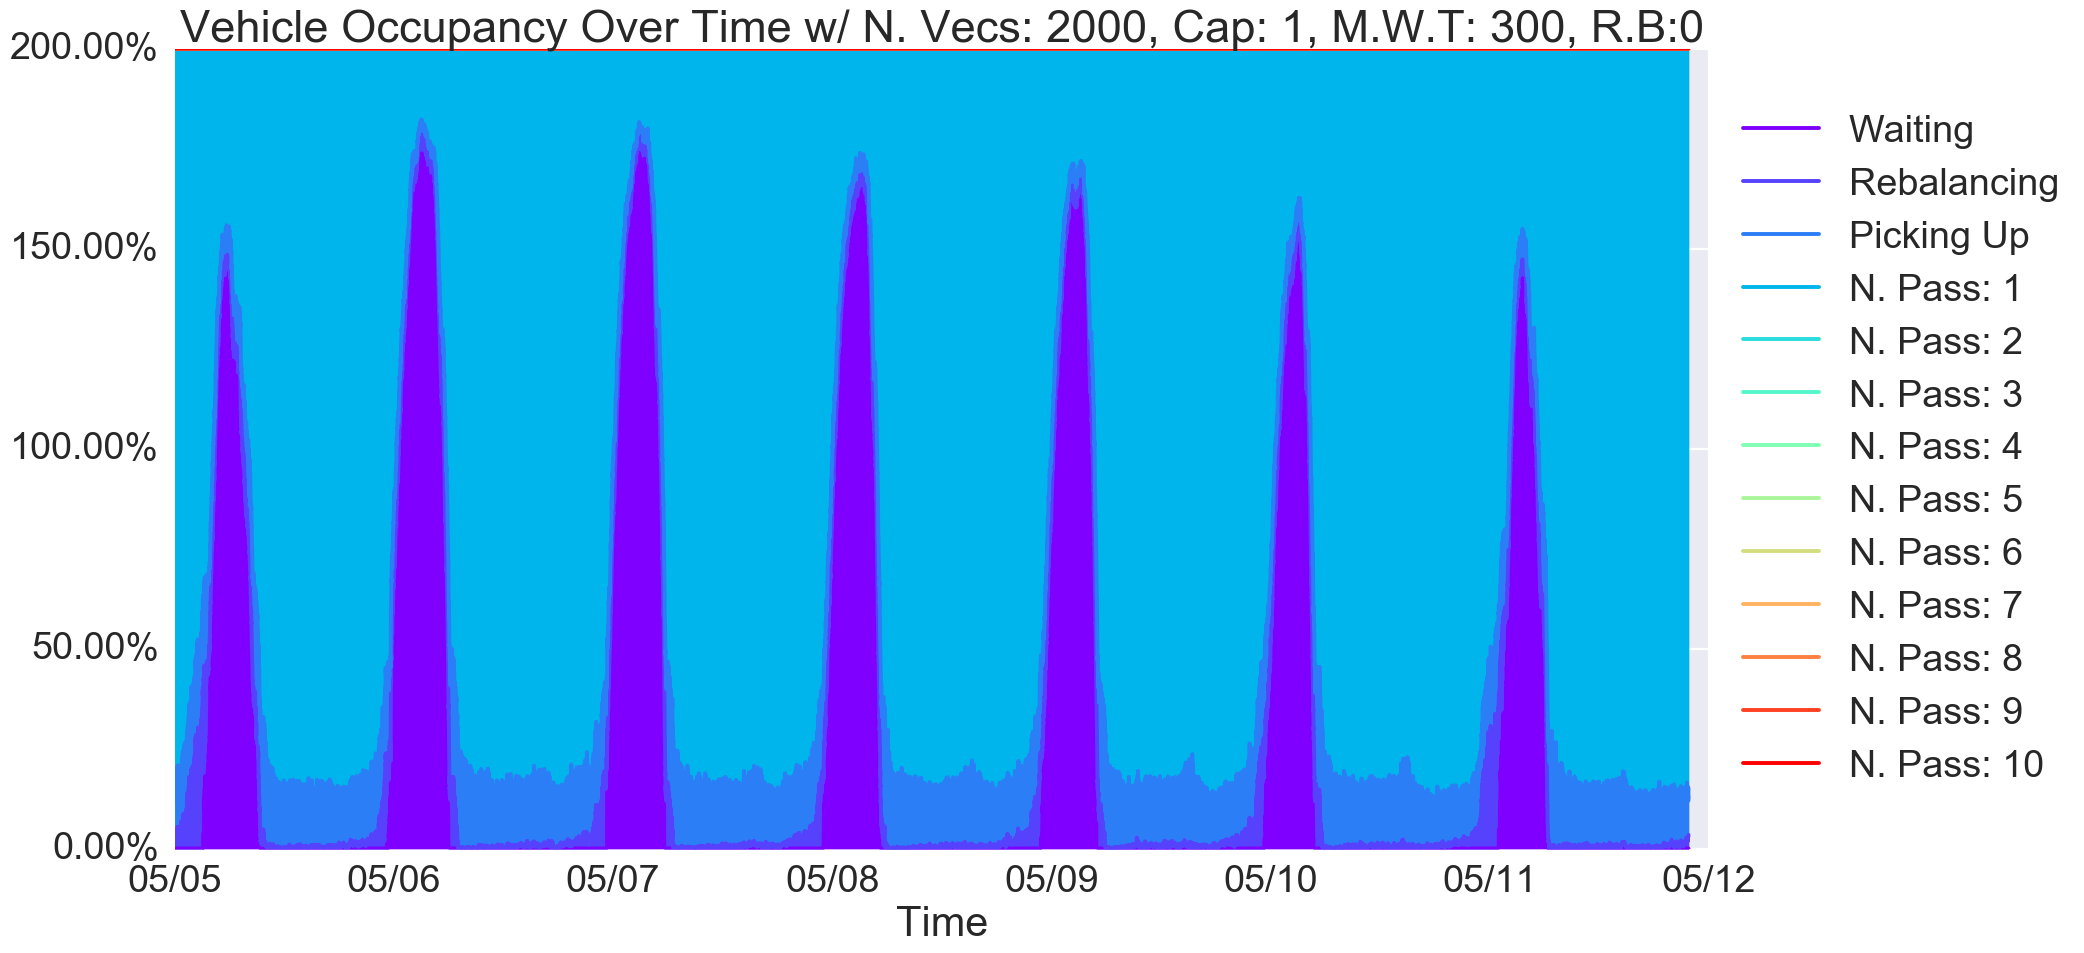 Vehicle Occupancy Over Time w/ N. Vecs: 2000, Cap: 1, M.W.T: 300, R.B:0
200.00%
150.00%
100.00%
50.00%
0.00%
05/05 05/06 05/07 05/08 05/09 05/10 05/11 05/12
Time
Waiting
Rebalancing
Picking Up
N. Pass: 1
N. Pass: 2
N. Pass: 3
N. Pass: 4
N. Pass: 5
N. Pass: 6
N. Pass: 7
N. Pass: 8
N. Pass: 9
N. Pass: 10